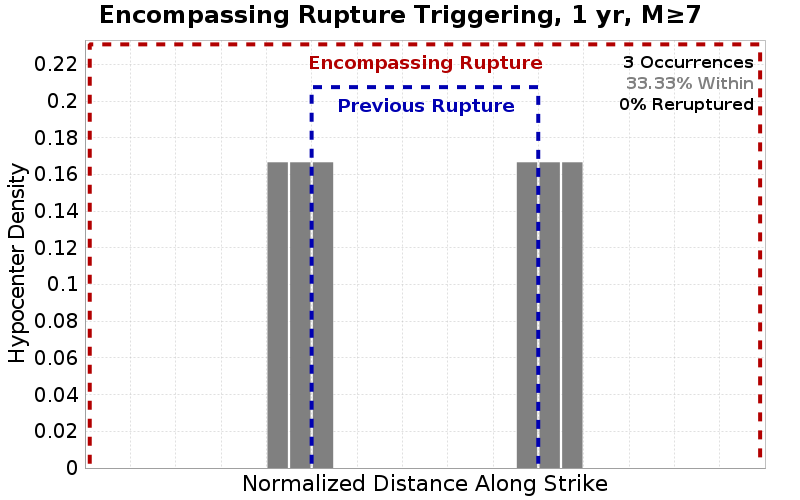 Encompassing Rupture Triggering, 1 yr, M≥7
Encompassing Rupture
Previous Rupture
3 Occurrences
33.33% Within
0% Reruptured
Hypocenter Density
0.22
0.2
0.18
0.16
0.14
0.12
0.1
0.08
0.06
0.04
0.02
0
Normalized Distance Along Strike